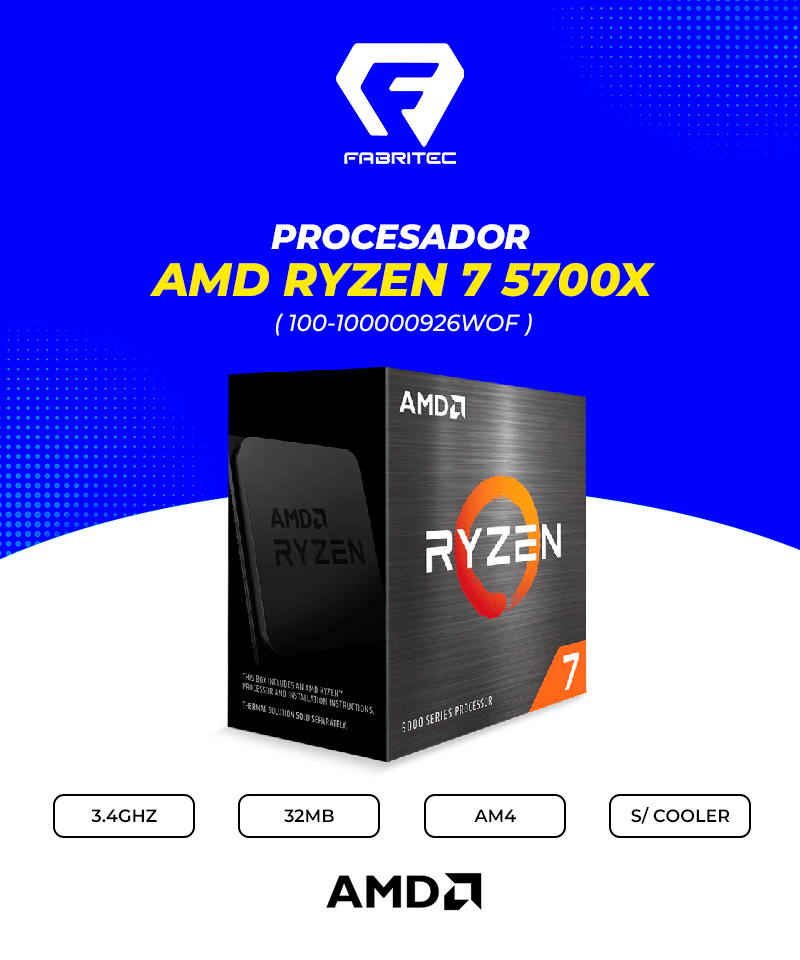 FABRITEC
PROCESADOR
AMD RYZEN 7 5700X
( 100-100000926WOF )
AMD
RYZEN
THIS BOX INCLUDES AN AMD RYZEN™
PROCESSOR AND INSTALLATION INSTRUCTIONS.
THERMAL SOLUTION SOLD SEPARATELY.
AMD
RYZEN
7
5000 SERIES PROCESSOR
3.4GHZ
32MB
AM4
S/ COOLER
AMD